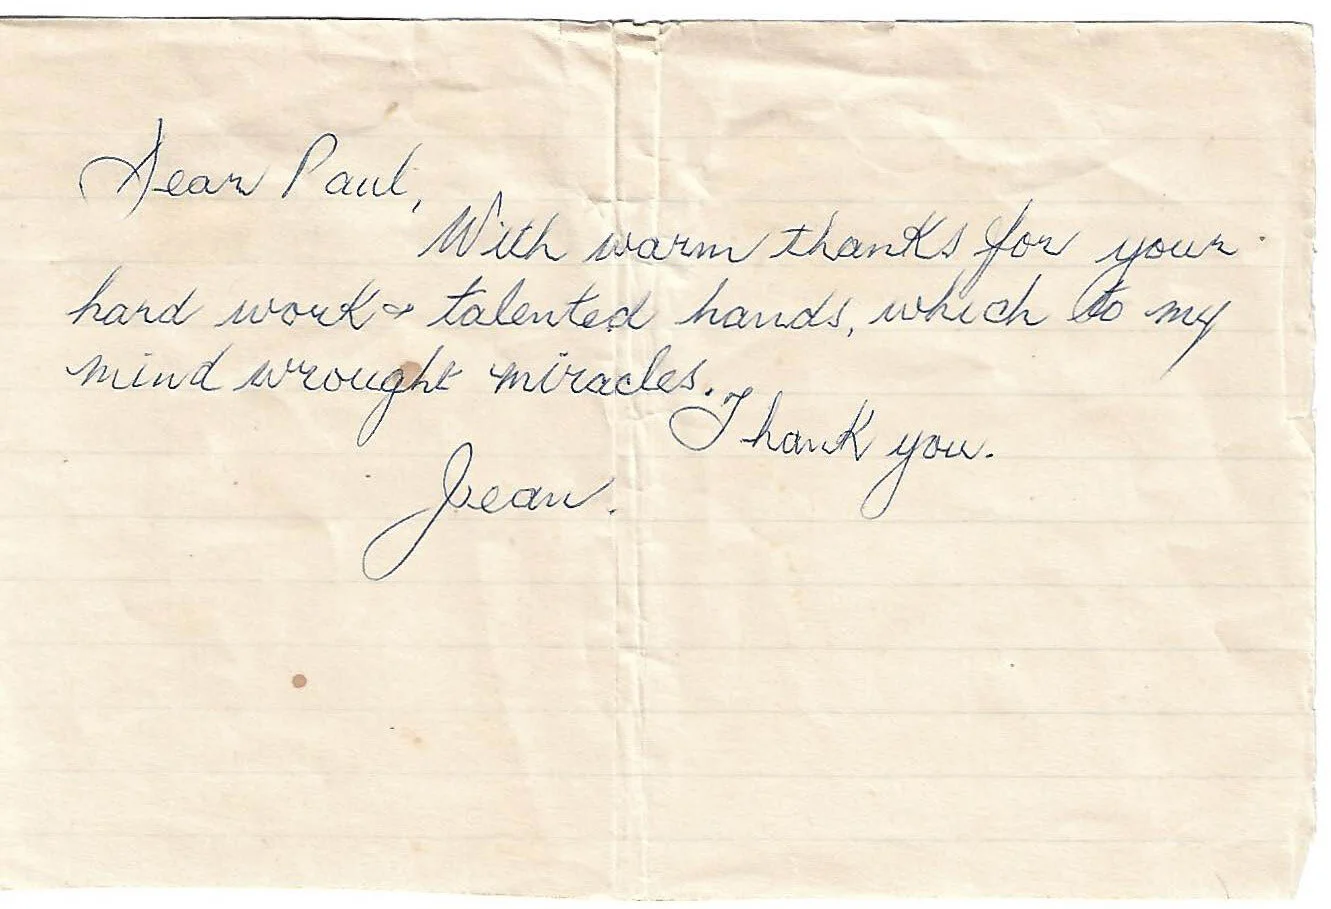 Dear Paul,
With warm thanks for your
hard work & talented hands, which to my
mind wrought miracles.
Thank you.
Jean.